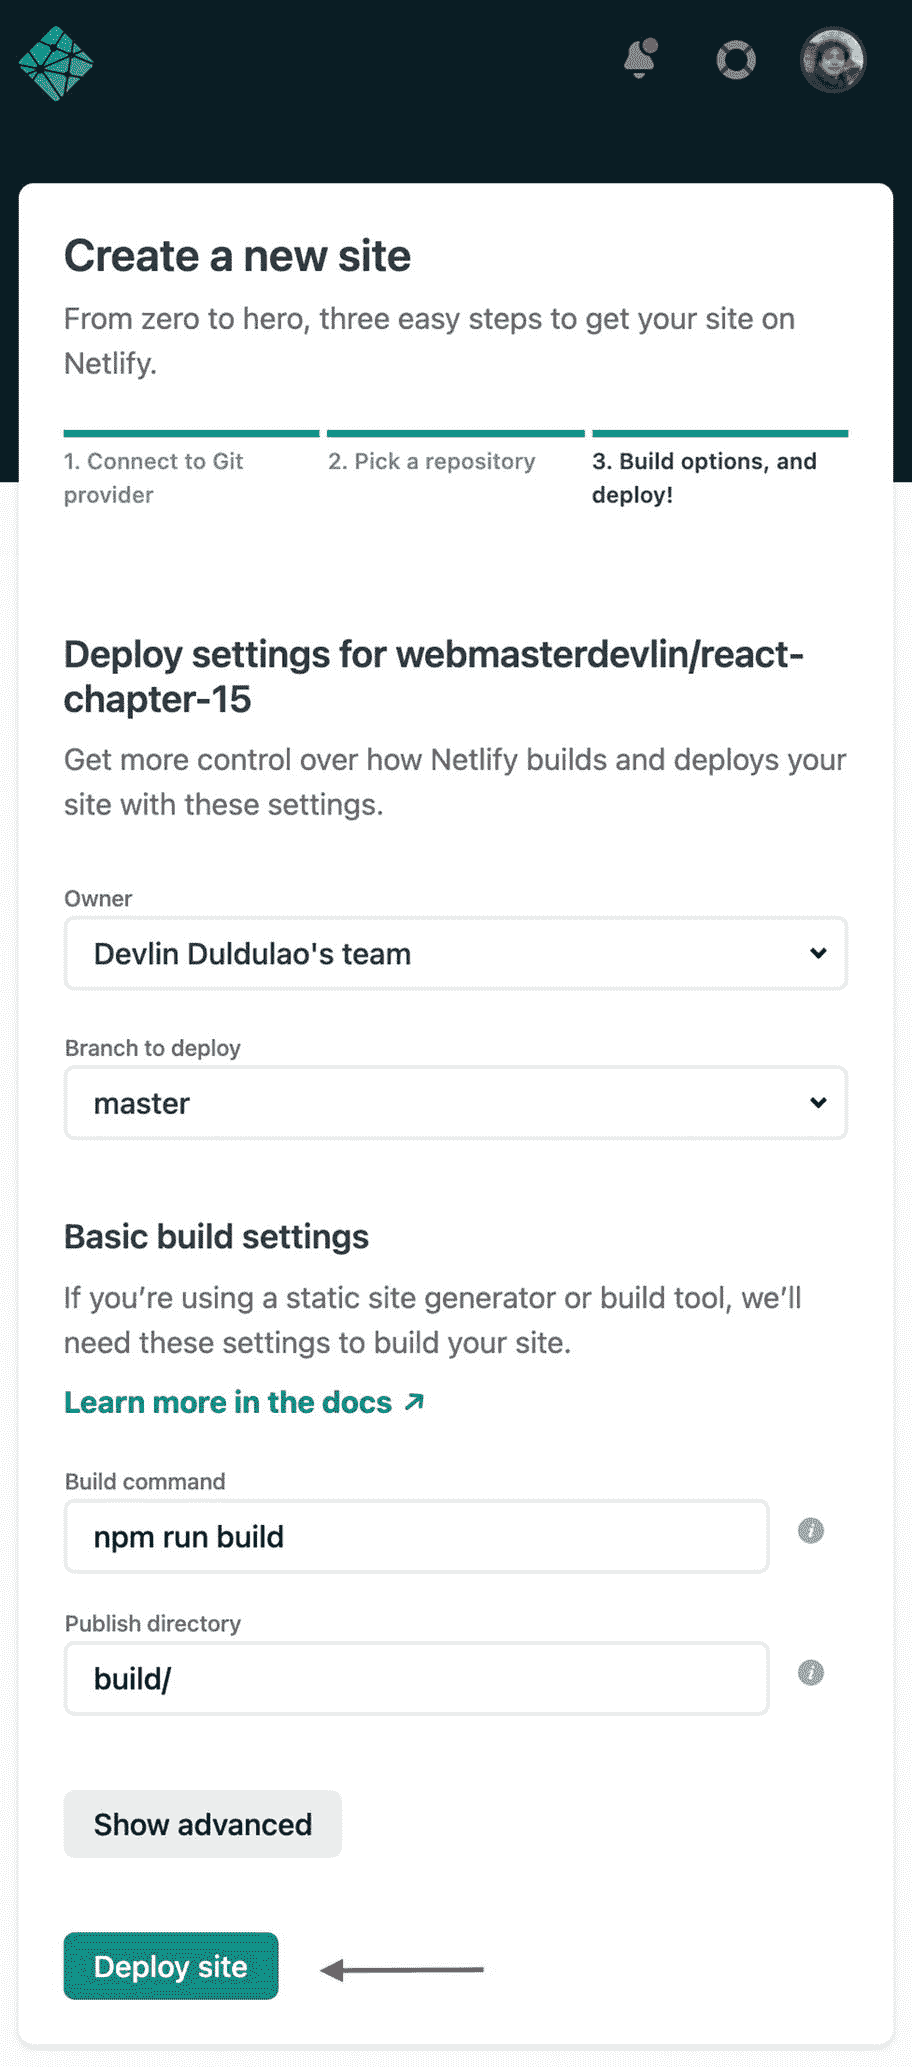 Create a new site
From zero to hero, three easy steps to get your site on
Netlify.
1. Connect to Git
provider
2. Pick a repository
3. Build options, and
deploy!
Deploy settings for webmasterdevlin/react-
chapter-15
Get more control over how Netlify builds and deploys your
site with these settings.
Owner
Devlin Duldulao's team
Branch to deploy
master
Basic build settings
If you’re using a static site generator or build tool, we’ll
need these settings to build your site.
Learn more in the docs ↗
Build command
npm run build
Publish directory
build/
Show advanced
Deploy site